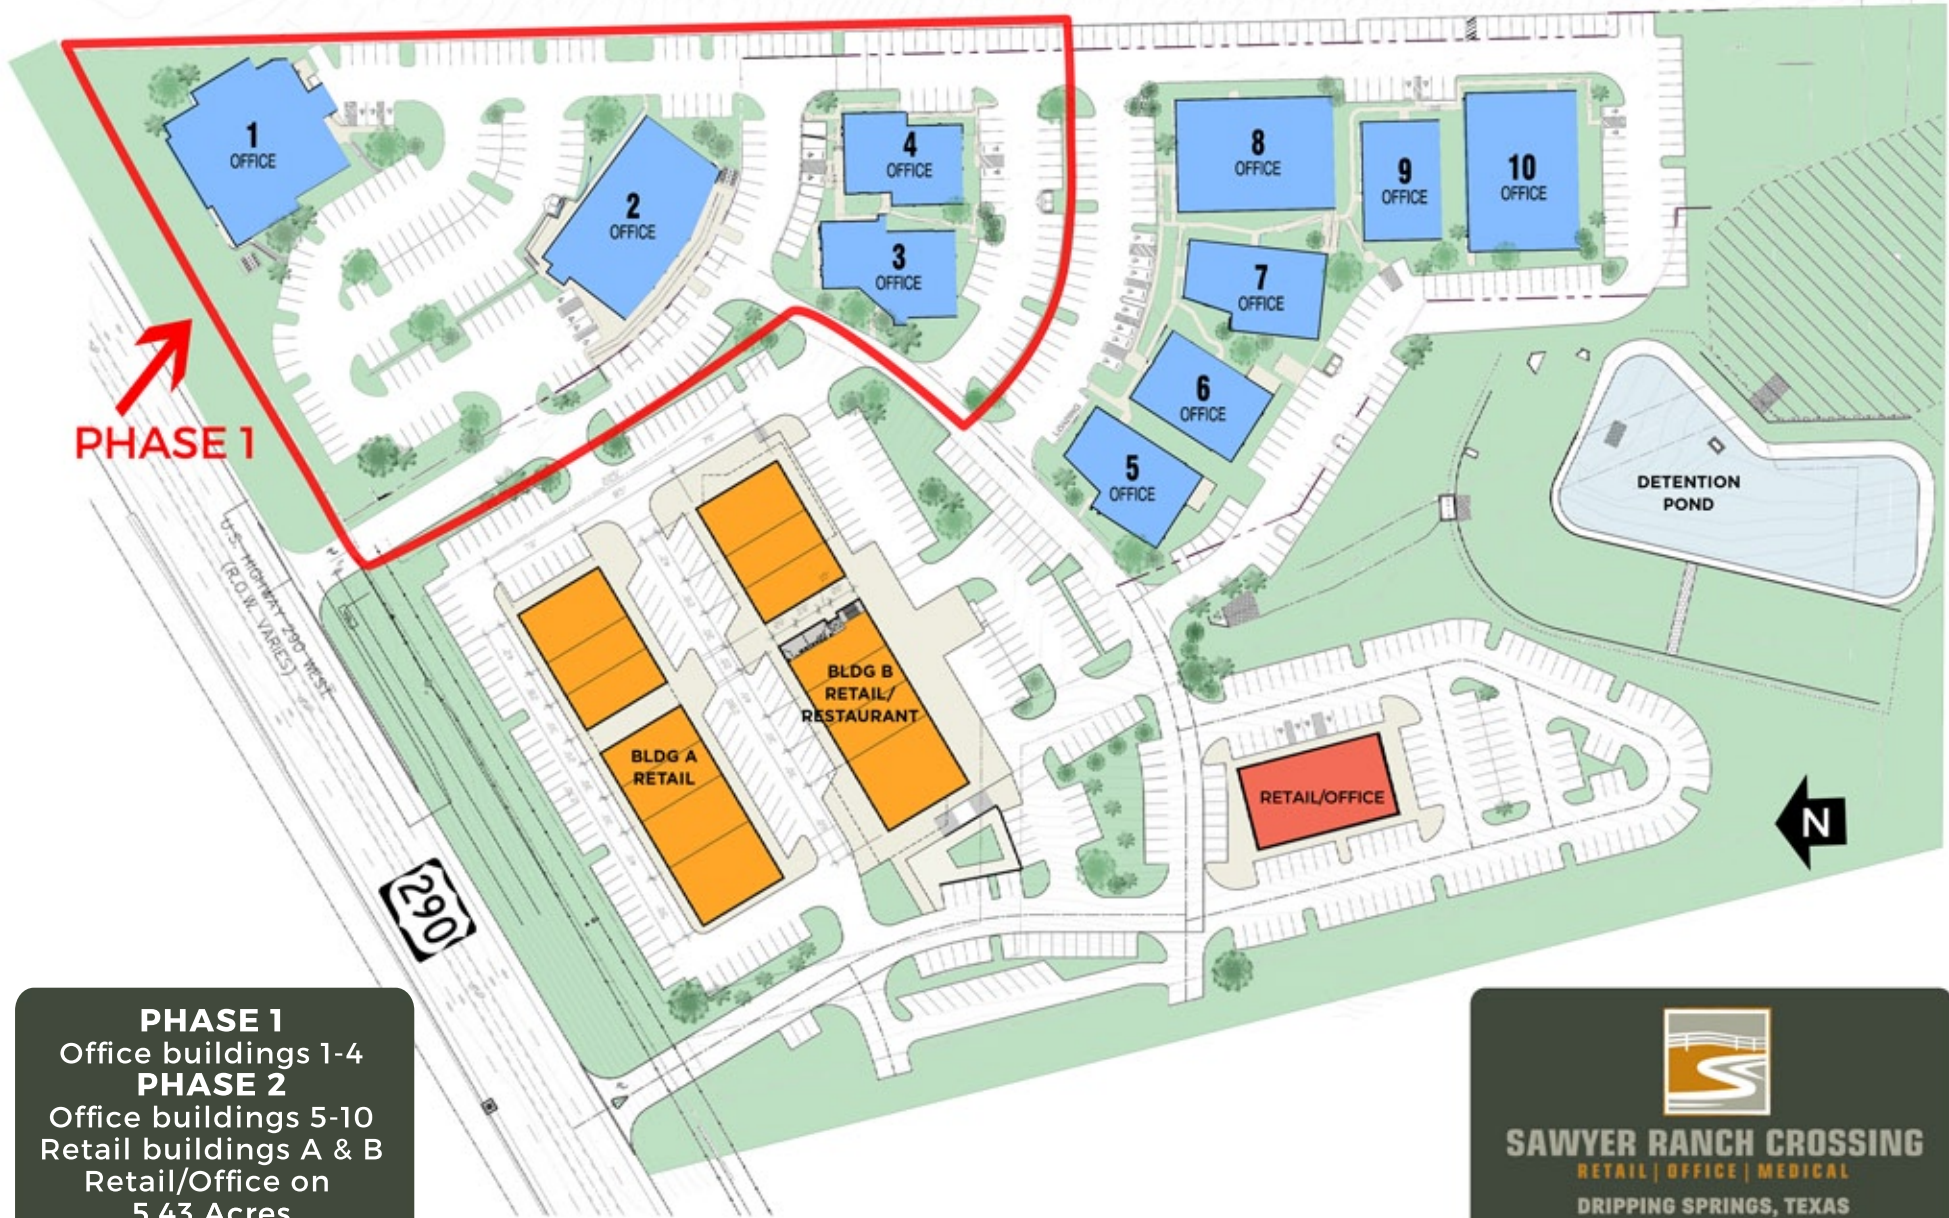 1
OFFICE
2
OFFICE
4
OFFICE
3
OFFICE
8
OFFICE
9
OFFICE
10
OFFICE
7
OFFICE
6
OFFICE
5
OFFICE
PHASE 1
DETENTION
POND
U.S. HIGHWAY 290 WEST
(R.O.W. VARIES)
BLDG B
RETAIL/
RESTAURANT
BLDG A
RETAIL
RETAIL/OFFICE
N
290
PHASE 1
Office buildings 1-4
PHASE 2
Office buildings 5-10
Retail buildings A & B
Retail/Office on
5.43 Acres
SAWYER RANCH CROSSING
RETAIL | OFFICE | MEDICAL
DRIPPING SPRINGS, TEXAS